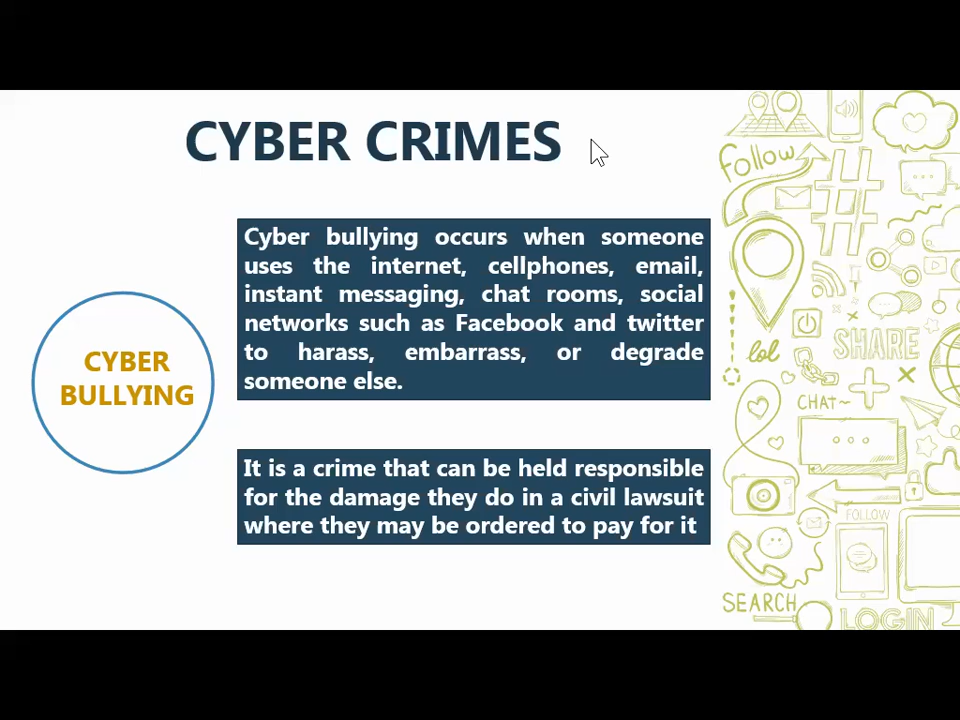 CYBER CRIMES
Cyber bullying occurs when someone
uses the internet, cellphones, email,
instant messaging, chat rooms, social
networks such as Facebook and twitter
to harass, embarrass, or degrade
someone else.
CYBER
BULLYING
It is a crime that can be held responsible
for the damage they do in a civil lawsuit
where they may be ordered to pay for it
follow
#
lol
SHARE
CHAT~
FOLLOW
SEARCH
LOGIN